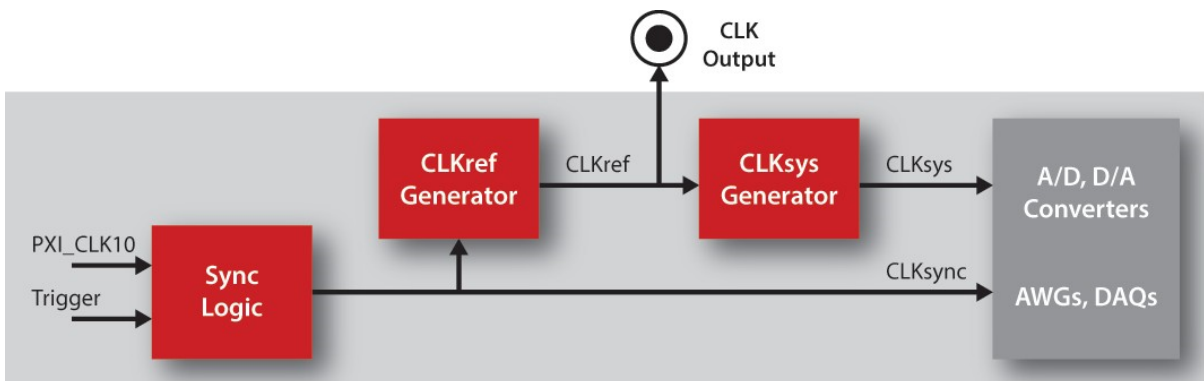 CLK
Output
CLKref
Generator
CLKref
CLKsys
Generator
CLKsys
A/D, D/A
Converters
PXI_CLK10
Trigger
Sync
Logic
CLKsync
AWGs, DAQs